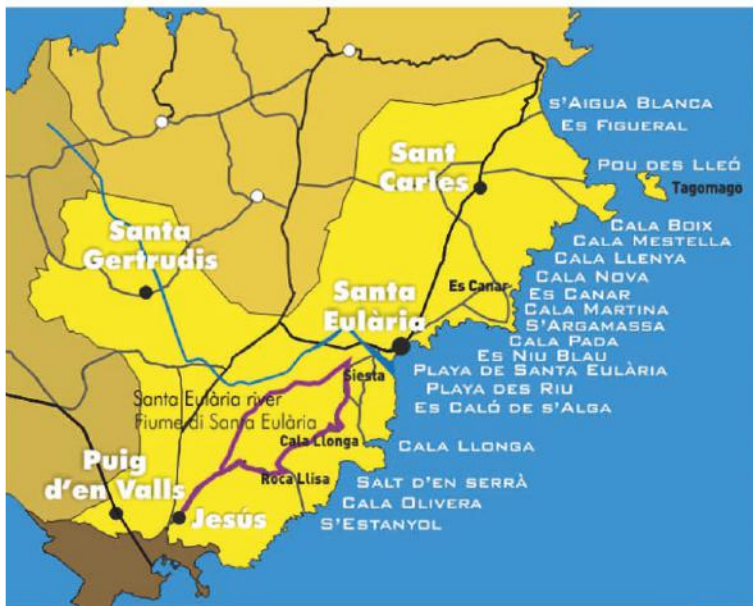 s'Aigua Blanca
Es Figueral
Pou des Lleó
Tagomago
Sant
Carles
Cala Boix
Cala Mestella
Cala Llenya
Cala Nova
Es Canar
Es Canar
Cala Martina
s'Argamassa
Cala Pada
Es Niu Blau
Playa de Santa Eulària
Playa des Riu
Es Caló de s'Alga
Santa
Gertrudis
Santa
Eulària
Siesta
Santa Eulària river
Fiume di Santa Eulària
Cala Llonga
Cala Llonga
Roca Llisa
Salt d'en Serrà
Cala Olivera
s'Estanyol
Puig
d'en Valls
Jesús